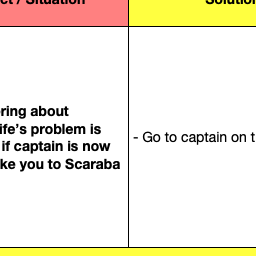 ct / Situation
Solution
ring about
ife's problem is
if captain is now
ke you to Scaraba
- Go to captain on t